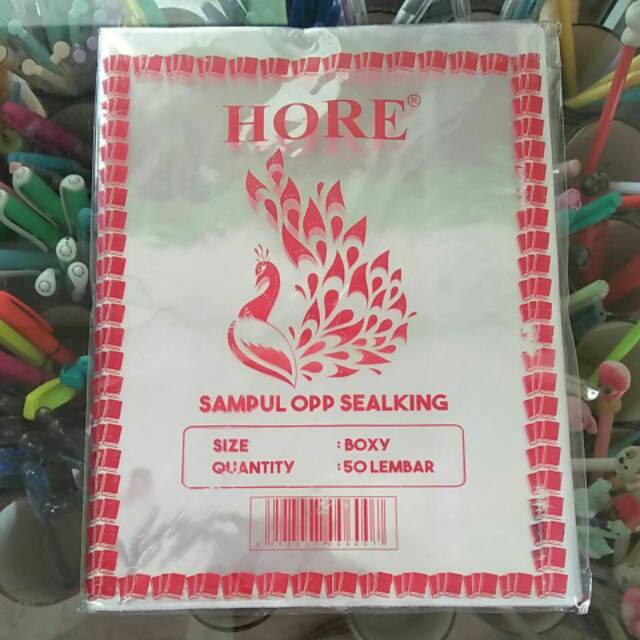 HORE®
SAMPUL OPP SEALKING
SIZE : BOXY
QUANTITY : 50 LEMBAR